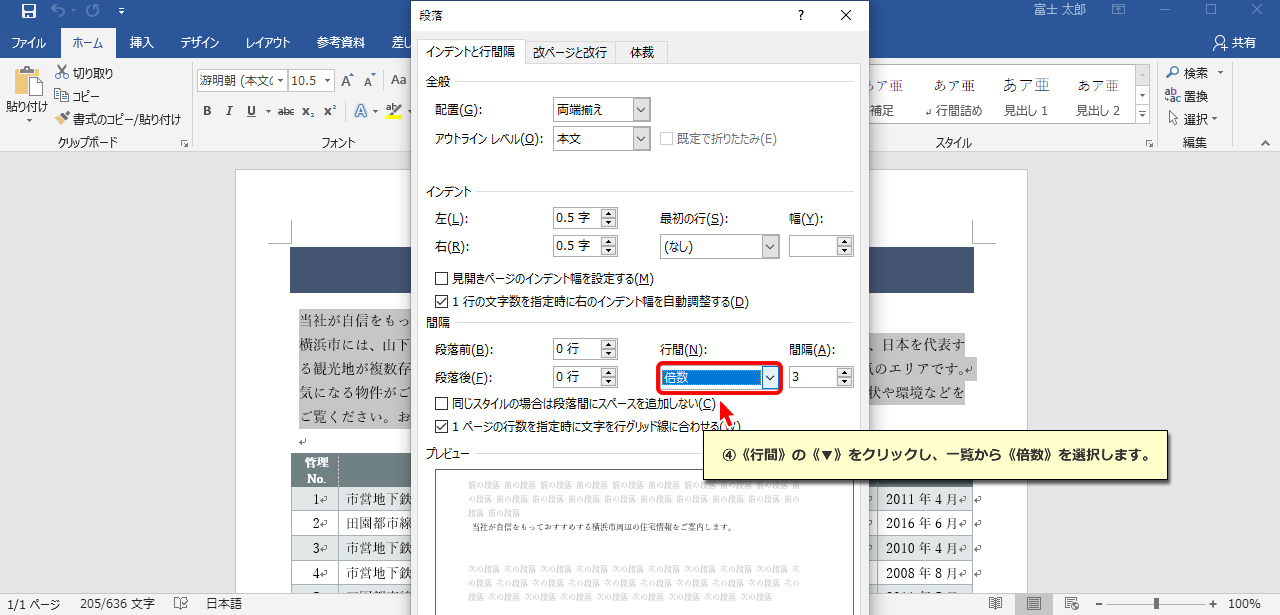 富士 太郎
段落
ファイル ホーム 挿入 デザイン レイアウト 参考資料 差し
共有
貼り付け
切り取り
コピー
書式のコピー/貼り付け
クリップボード
游明朝 (本文の 10.5
フォント
補足 行間詰め 見出し 1 見出し 2
スタイル
検索
置換
選択
編集
インデントと行間隔 改ページと改行 体裁
全般
配置(G): 両端揃え
アウトライン レベル(O): 本文 既定で折りたたみ(E)
インデント
左(L): 0.5 字 最初の行(S): 幅(Y):
右(R): 0.5 字 (なし)
見開きページのインデント幅を設定する(M)
1 行の文字数を指定時に右のインデント幅を自動調整する(D)
間隔
段落前(B): 0 行 行間(N): 間隔(A):
段落後(F): 0 行 倍数 3
同じスタイルの場合は段落間にスペースを追加しない(C)
1 ページの行数を指定時に文字を行グリッド線に合わせる(W)
④《行間》の《▼》をクリックし、一覧から《倍数》を選択します。
プレビュー
前の段落 前の段落 前の段落 前の段落 前の段落 前の段落 前の段落 前の段落 前の段
落 前の段落 前の段落 前の段落 前の段落 前の段落 前の段落 前の段落 前の段落 前の
段落 前の段落
当社が自信をもっておすすめする横浜市周辺の住宅情報をご案内します。
次の段落 次の段落 次の段落 次の段落 次の段落 次の段落 次の段落 次の段落 次の段落 次
の段落 次の段落 次の段落 次の段落 次の段落 次の段落 次の段落 次の段落 次の段落 次の
段落 次の段落 次の段落 次の段落 次の段落 次の段落 次の段落 次の段落 次の段落
当社が自信をもっ
横浜市には、山下 、日本を代表す
る観光地が複数存 気のエリアです。
気になる物件がご 状や環境などを
ご覧ください。お
管理
No.
1 市営地下鉄 2011 年 4 月
2 田園都市線 2016 年 6 月
3 市営地下鉄 2010 年 4 月
4 市営地下鉄 2008 年 8 月
1/1 ページ 205/636 文字 日本語 100%